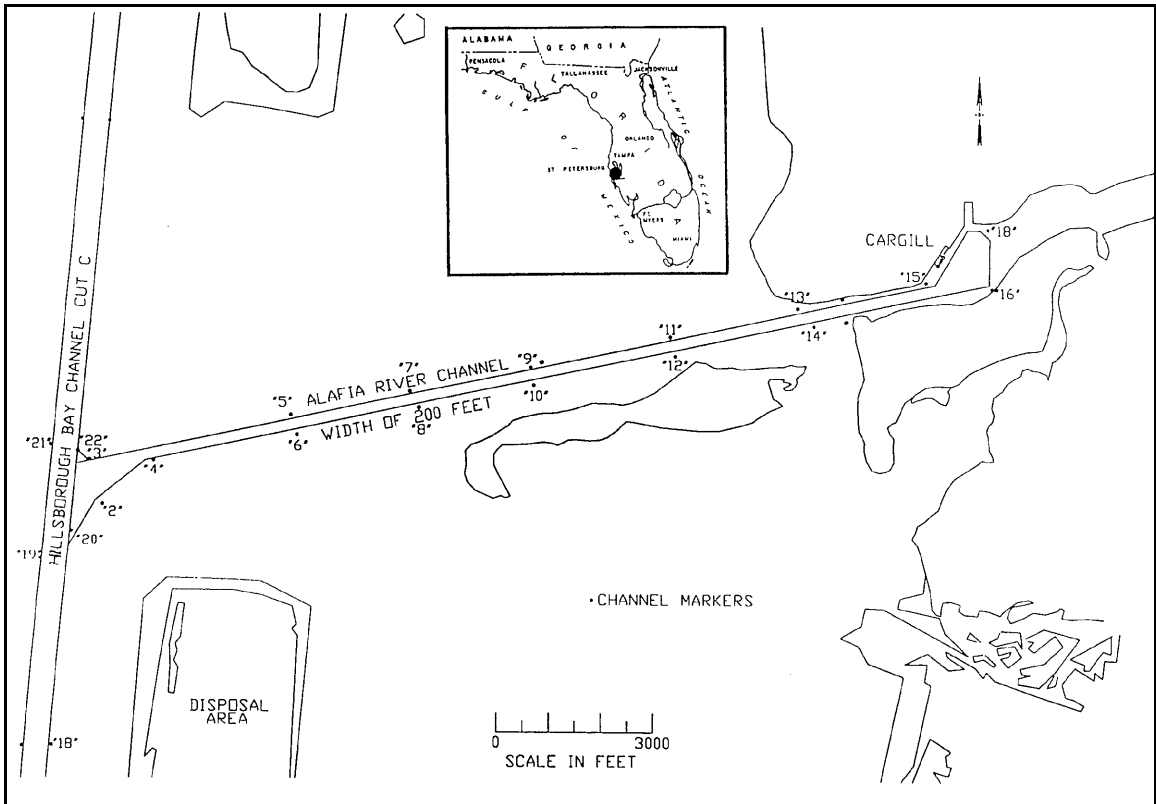 ALABAMA
GEORGIA
PENSACOLA
TALLAHASSEE
JACKSONVILLE
FLORIDA
GULF OF MEXICO
ATLANTIC OCEAN
ORLANDO
TAMPA
ST PETERSBURG
FT. MYERS
MIAMI
CARGILL
"18"
"15"
"16"
"13"
"14"
"11"
"12"
"9"
"10"
"7"
"8"
"5"
"6"
ALAFIA RIVER CHANNEL
WIDTH OF 200 FEET
HILLSBOROUGH BAY CHANNEL CUT C
"21"
"22"
"3"
"4"
"2"
"20"
"19"
"18"
CHANNEL MARKERS
DISPOSAL
AREA
0 3000
SCALE IN FEET